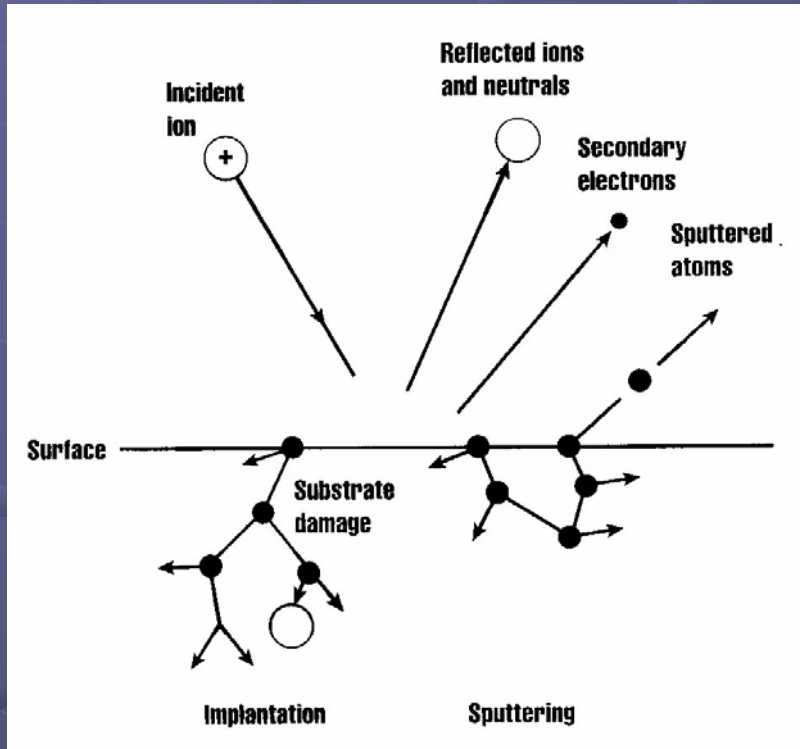 Reflected ions
and neutrals
Incident
ion
+
Secondary
electrons
Sputtered
atoms
Surface
Substrate
damage
Implantation
Sputtering